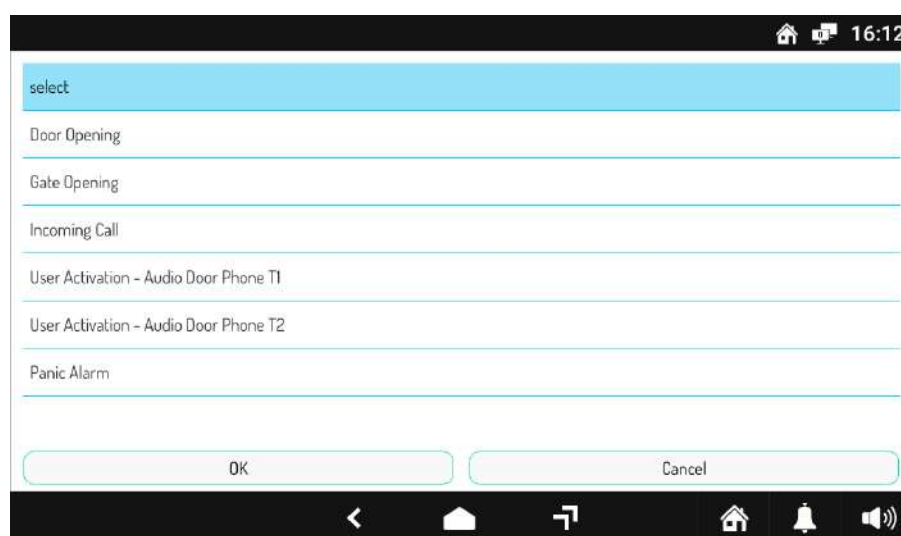 16:12
select
Door Opening
Gate Opening
Incoming Call
User Activation - Audio Door Phone T1
User Activation - Audio Door Phone T2
Panic Alarm
OK
Cancel